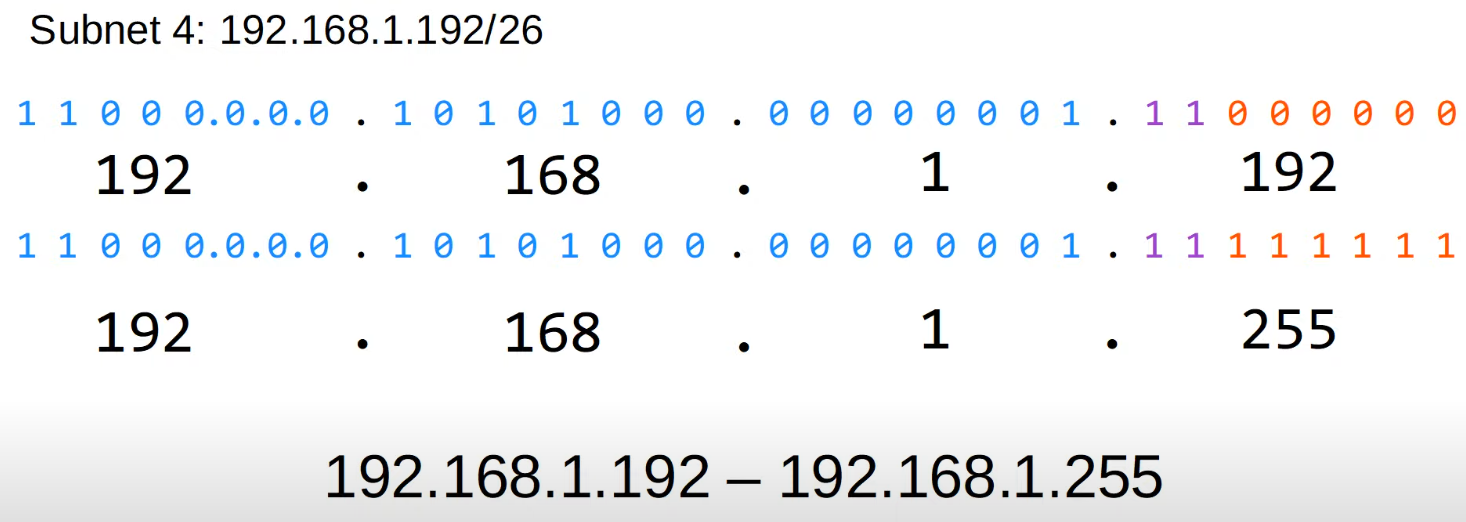 Subnet 4: 192.168.1.192/26
1 1 0 0 0.0.0.0 . 1 0 1 0 1 0 0 0 . 0 0 0 0 0 0 0 1 . 1 1 0 0 0 0 0 0
192 . 168 . 1 . 192
1 1 0 0 0.0.0.0 . 1 0 1 0 1 0 0 0 . 0 0 0 0 0 0 0 1 . 1 1 1 1 1 1 1 1
192 . 168 . 1 . 255
192.168.1.192 – 192.168.1.255